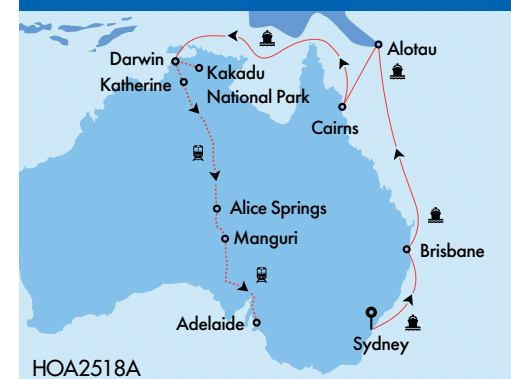 Darwin
Alotau
Kakadu
Katherine
National Park
Cairns
Alice Springs
Manguri
Brisbane
Adelaide
Sydney
HOA2518A